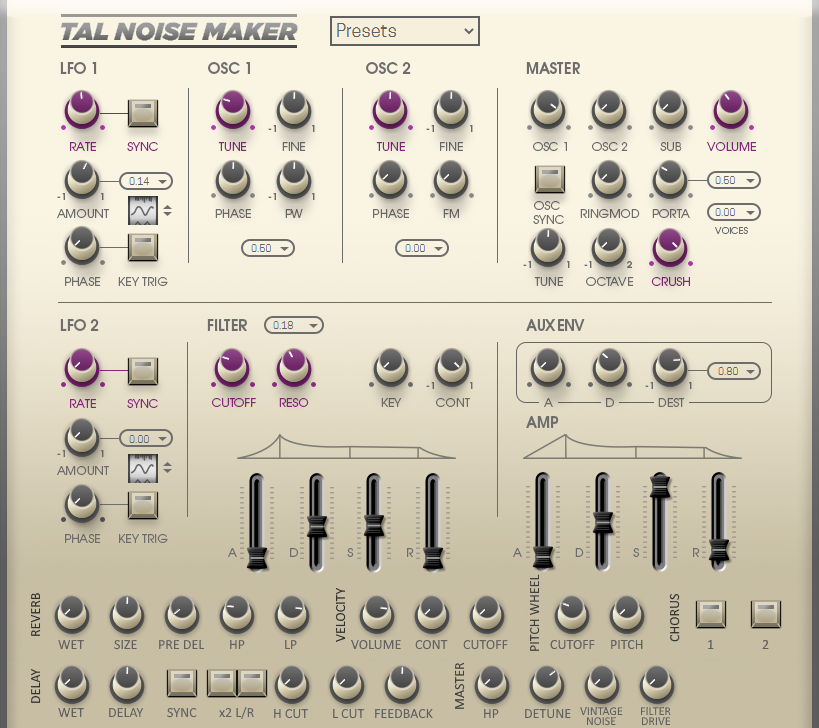 TAL NOISE MAKER
Presets
LFO 1
OSC 1
OSC 2
MASTER
RATE
SYNC
TUNE
-1
1
FINE
TUNE
-1
1
FINE
OSC 1
OSC 2
SUB
VOLUME
-1
1
AMOUNT
0.14
PHASE
-1
1
PW
PHASE
FM
OSC
SYNC
RINGMOD
PORTA
0.50
0.00
VOICES
PHASE
KEY TRIG
0.50
0.00
-1
1
TUNE
-1
2
OCTAVE
CRUSH
LFO 2
FILTER
0.18
AUX ENV
RATE
SYNC
CUTOFF
RESO
KEY
-1
1
CONT
A
D
-1
1
DEST
0.80
-1
1
AMOUNT
0.00
AMP
PHASE
KEY TRIG
A
D
S
R
A
D
S
R
REVERB
WET
SIZE
PRE DEL
HP
LP
VELOCITY
VOLUME
CONT
CUTOFF
PITCH WHEEL
CUTOFF
PITCH
CHORUS
1
2
DELAY
WET
DELAY
SYNC
x2 L/R
H CUT
L CUT
FEEDBACK
MASTER
HP
DETUNE
VINTAGE
NOISE
FILTER
DRIVE